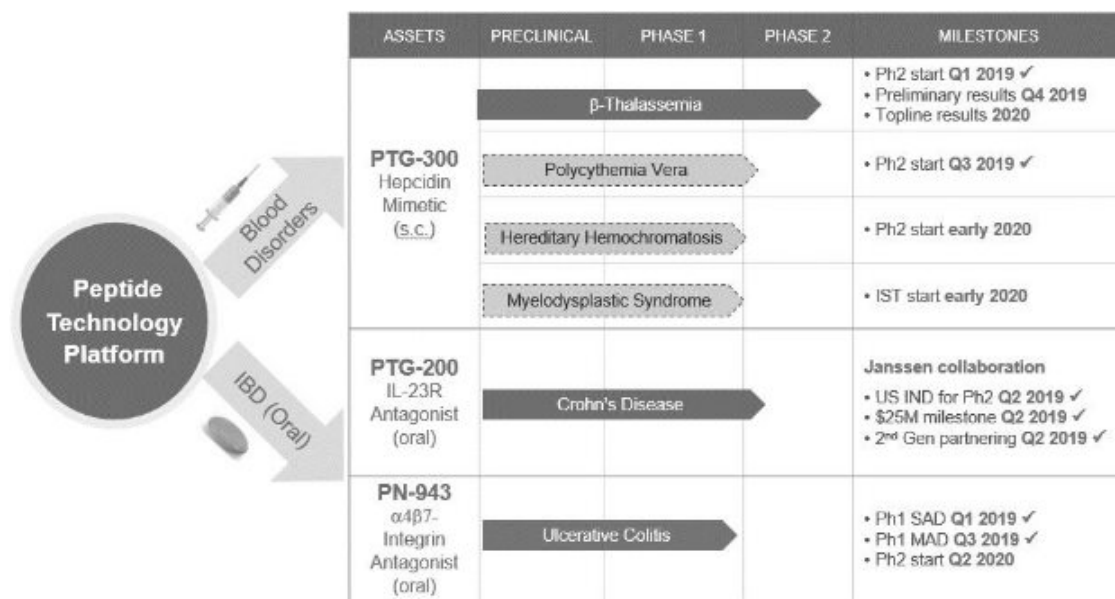 Peptide
Technology
Platform
Blood
Disorders
IBD (Oral)
ASSETS PRECLINICAL PHASE 1 PHASE 2 MILESTONES
PTG-300
Hepcidin
Mimetic
(s.c.)
β-Thalassemia
• Ph2 start Q1 2019 ✓
• Preliminary results Q4 2019
• Topline results 2020
Polycythemia Vera
• Ph2 start Q3 2019 ✓
Hereditary Hemochromatosis
• Ph2 start early 2020
Myelodysplastic Syndrome
• IST start early 2020
PTG-200
IL-23R
Antagonist
(oral)
Crohn's Disease
Janssen collaboration
• US IND for Ph2 Q2 2019 ✓
• $25M milestone Q2 2019 ✓
• 2nd Gen partnering Q2 2019 ✓
PN-943
α4β7-
Integrin
Antagonist
(oral)
Ulcerative Colitis
• Ph1 SAD Q1 2019 ✓
• Ph1 MAD Q3 2019 ✓
• Ph2 start Q2 2020